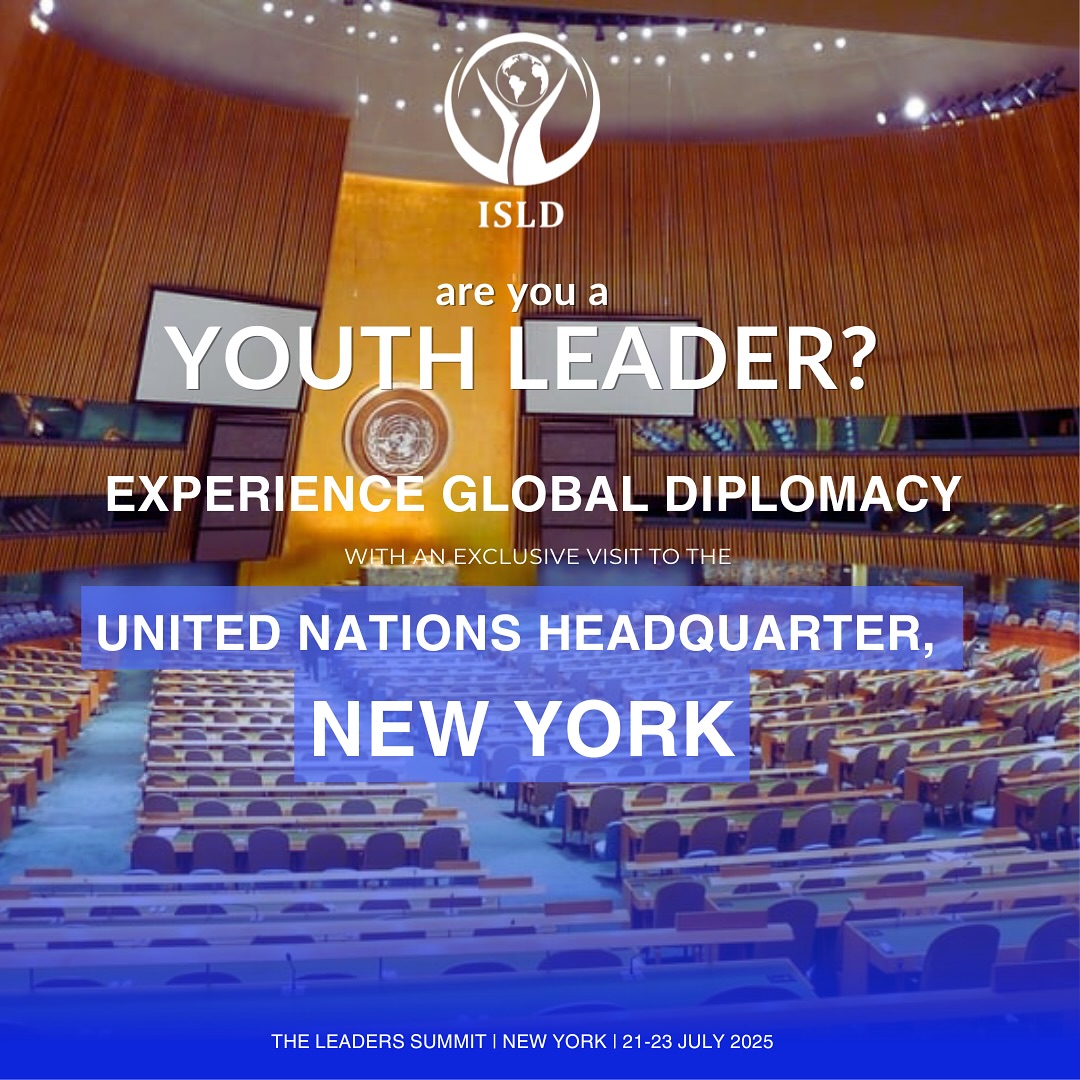 ISLD
are you a
YOUTH LEADER?
EXPERIENCE GLOBAL DIPLOMACY
WITH AN EXCLUSIVE VISIT TO THE
UNITED NATIONS HEADQUARTER,
NEW YORK
THE LEADERS SUMMIT | NEW YORK | 21-23 JULY 2025